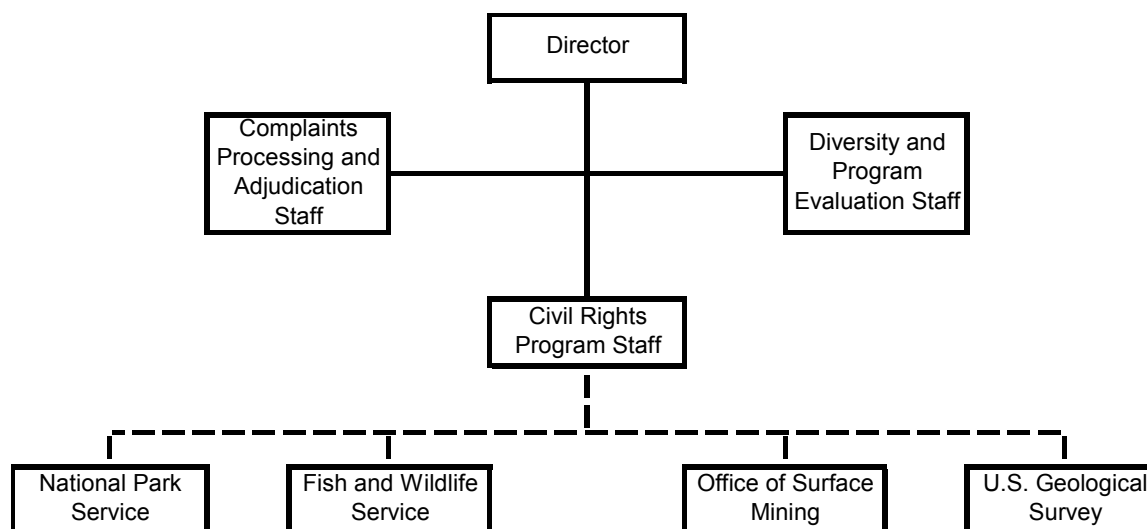 Director
Complaints
Processing and
Adjudication
Staff
Diversity and
Program
Evaluation Staff
Civil Rights
Program Staff
National Park
Service
Fish and Wildlife
Service
Office of Surface
Mining
U.S. Geological
Survey